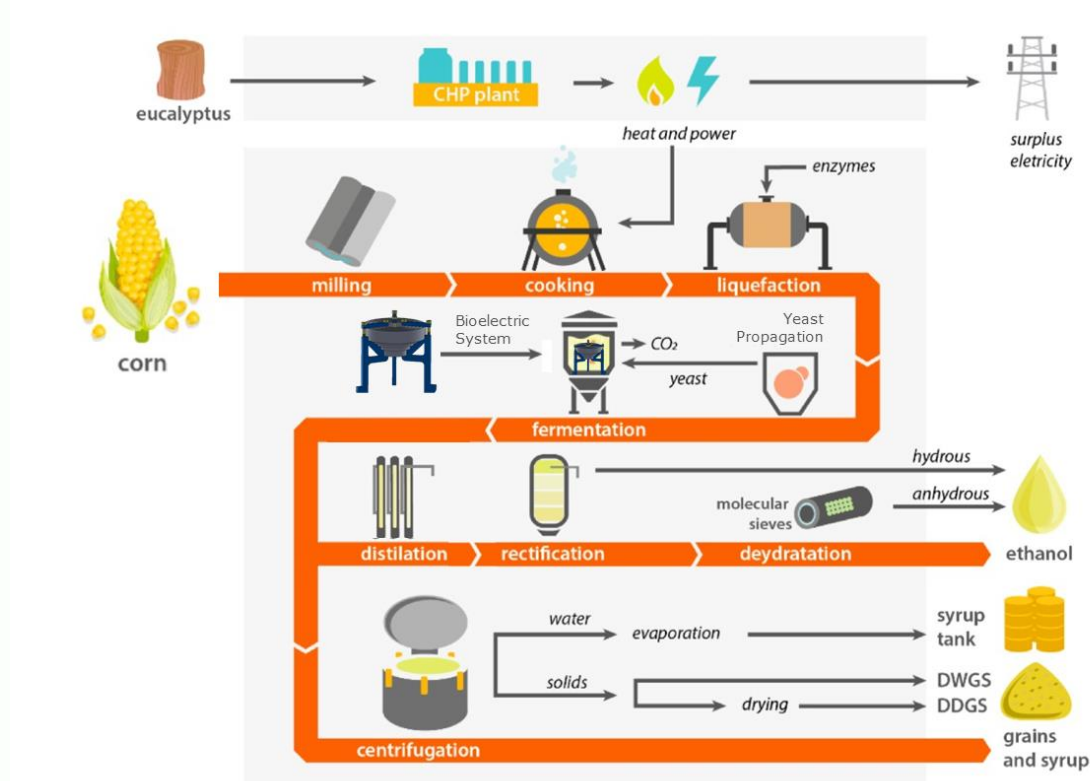 eucalyptus
CHP plant
heat and power
surplus
eletricity
corn
enzymes
milling
cooking
liquefaction
Bioelectric
System
CO₂
yeast
Yeast
Propagation
fermentation
hydrous
anhydrous
molecular
sieves
distilation
rectification
deydratation
ethanol
water
evaporation
syrup
tank
solids
drying
DWGS
DDGS
centrifugation
grains
and syrup